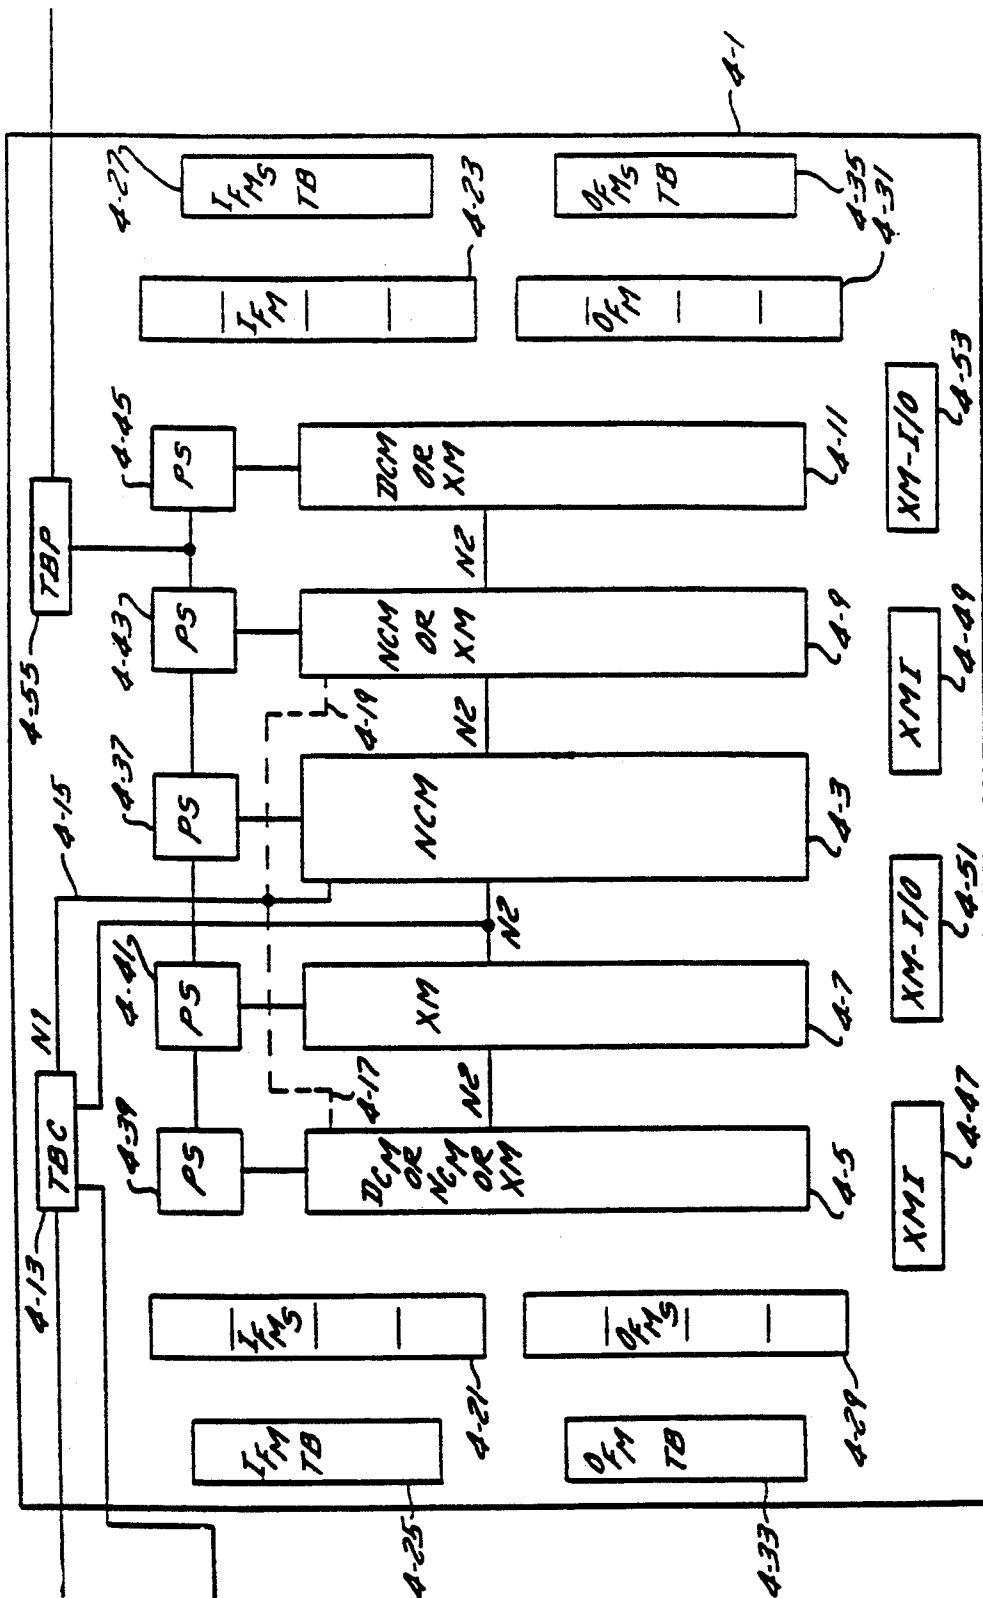 4-13
TBC
N1
4-15
4-55
TBP
4-1
4-39
PS
4-41
PS
4-37
PS
4-43
PS
4-45
PS
4-27
IFMS
TB
4-25
IFM
TB
4-21
IFMS
4-17
4-19
4-23
IFM
DCM
OR
NCM
OR
XM
N2
XM
N2
NCM
N2
NCM
OR
XM
N2
DCM
OR
XM
4-33
OFM
TB
4-29
OFMS
4-5
4-7
4-3
4-9
4-11
OFM
4-31
OFMS
TB
4-35
XMI
4-47
XM-I/O
4-51
XMI
4-49
XM-I/O
4-53